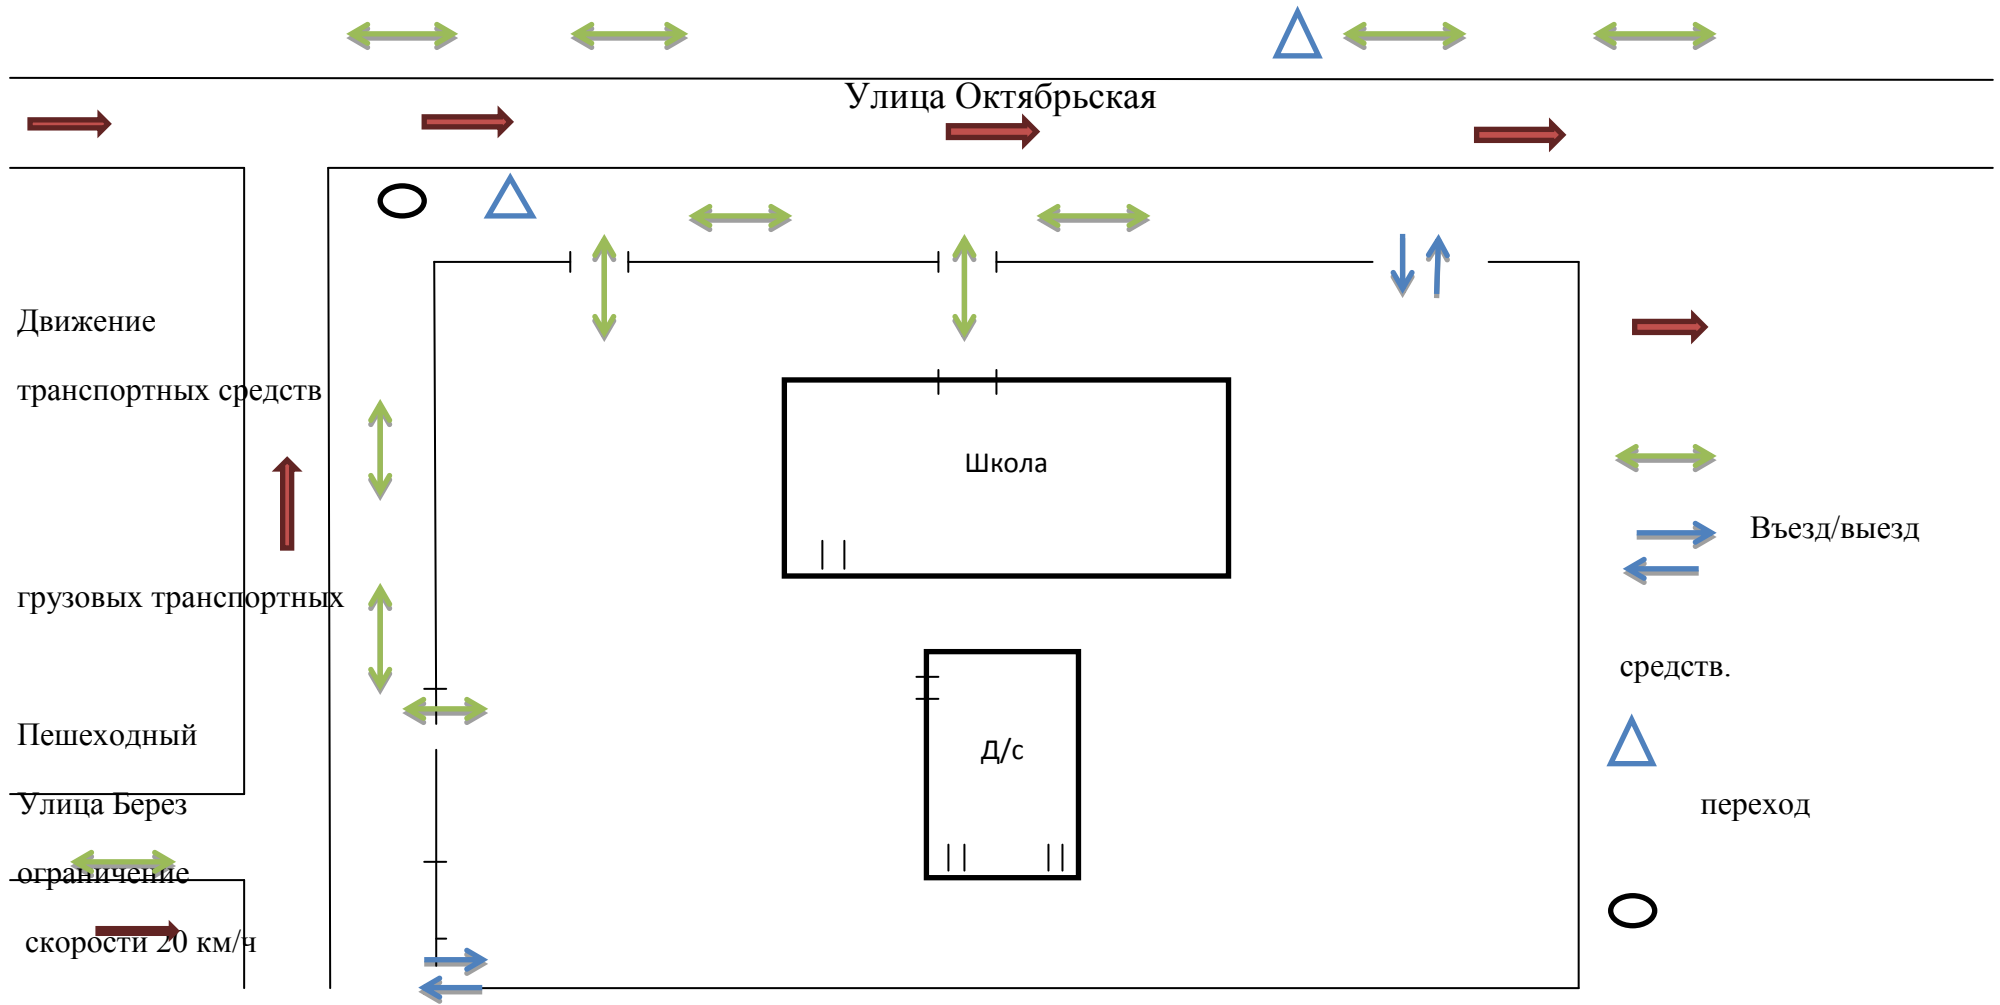 Улица Октябрьская
Движение
транспортных средств
Школа
Въезд/выезд
грузовых транспортных
средств.
Пешеходный
Д/с
Улица Берез
переход
ограничение
скорости 20 км/ч